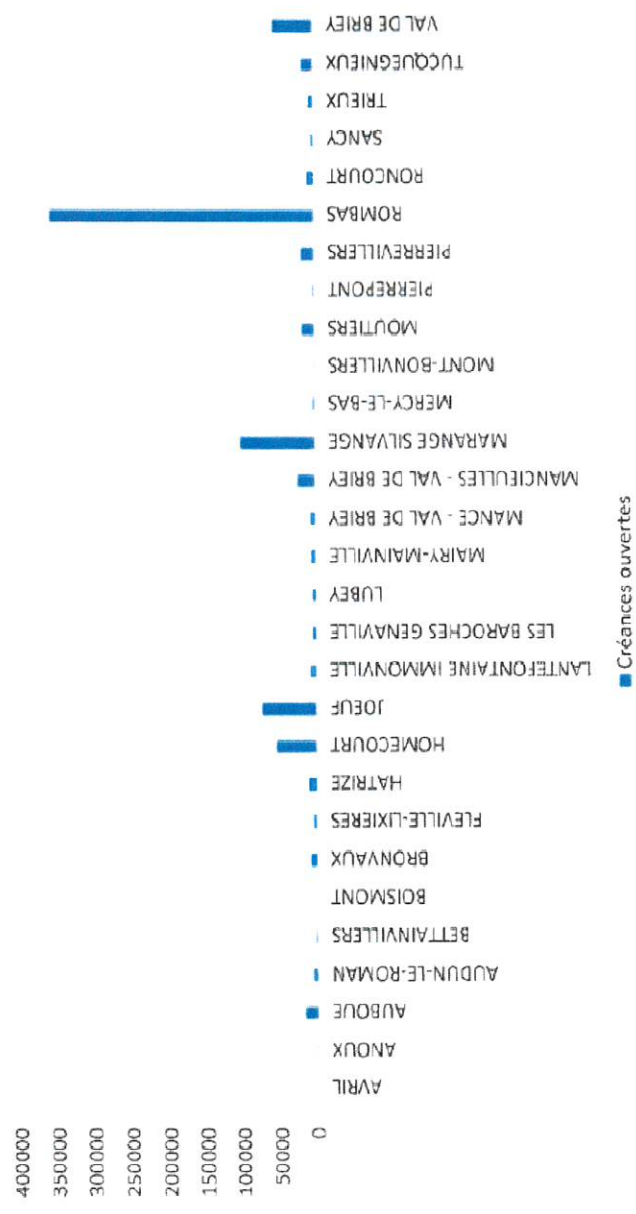 400000
350000
300000
250000
200000
150000
100000
50000
0
AVRIL
ANOUX
AUBOUE
AUDUN-LE-ROMAN
BETTAINVILLERS
BOISMONT
BRONVAUX
FLEVILLE-LIXIERES
HATRIZE
HOMECOURT
JOEUF
LANTEFONTAINE IMMONVILLE
LES BAROCHES GENAVILLE
LUBEY
MAIRY-MAINVILLE
MANCE - VAL DE BRIEY
MANCIEULLES - VAL DE BRIEY
MARANGE SILVANGE
MERCY-LE-BAS
MONT-BONVILLERS
MOUTIERS
PIERREPONT
PIERREVILLERS
ROMBAS
RONCOURT
SANCY
TRIEUX
TUCQUEGNIEUX
VAL DE BRIEY
Créances ouvertes